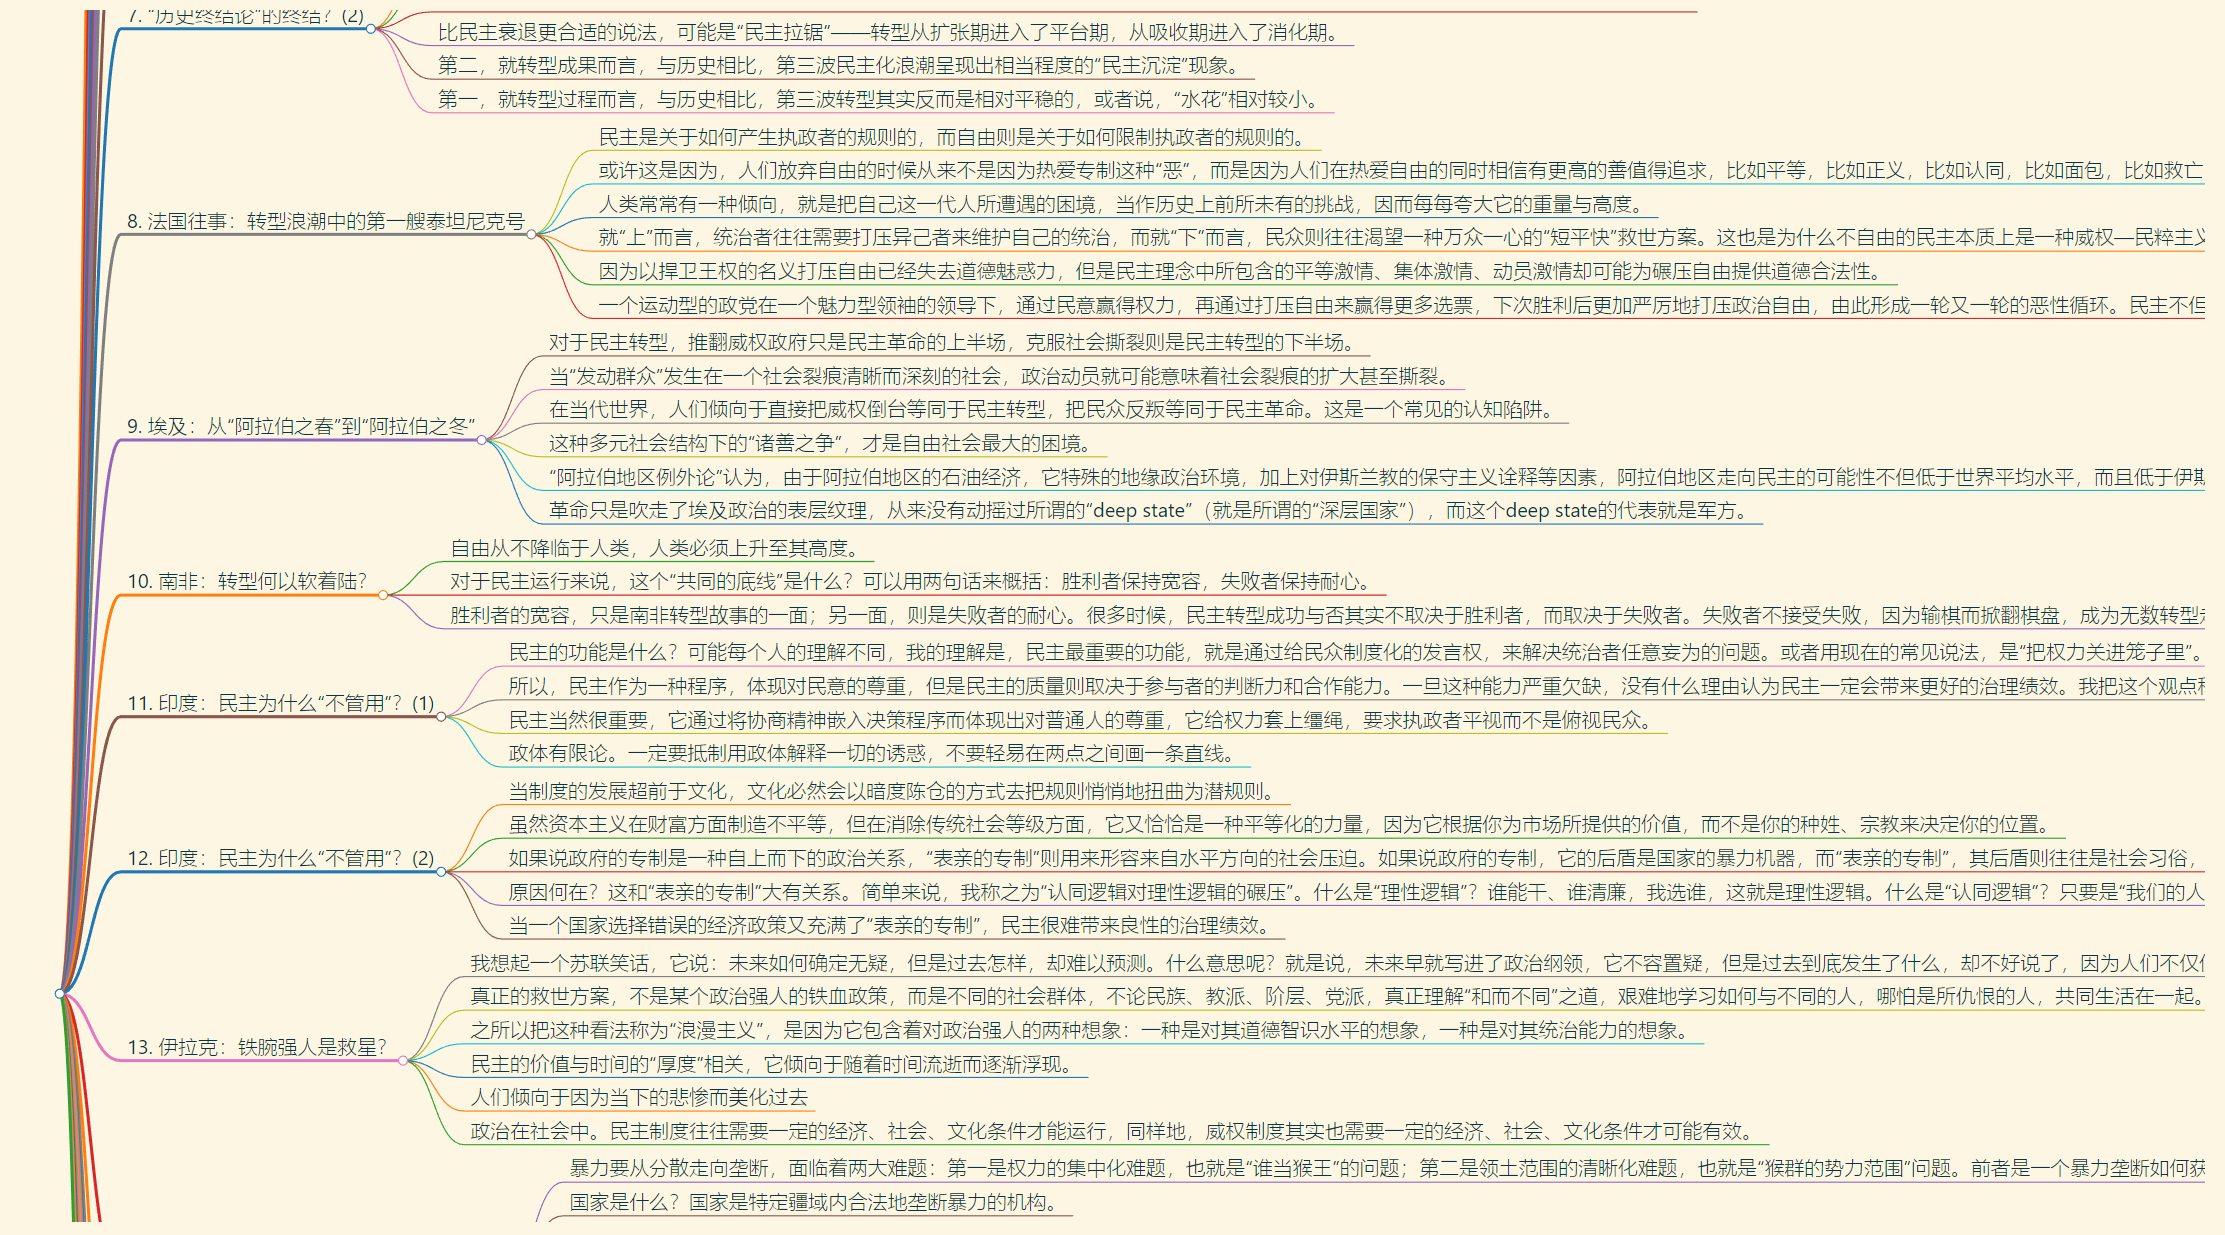 7. “历史终结论”的终结？(2)
比民主衰退更合适的说法，可能是“民主拉锯”——转型从扩张期进入了平台期，从吸收期进入了消化期。
第二，就转型成果而言，与历史相比，第三波民主化浪潮呈现出相当程度的“民主沉淀”现象。
第一，就转型过程而言，与历史相比，第三波转型其实反而是相对平稳的，或者说，“水花”相对较小。
8. 法国往事：转型浪潮中的第一艘泰坦尼克号
民主是关于如何产生执政者的规则的，而自由则是关于如何限制执政者的规则的。
或许这是因为，人们放弃自由的时候从来不是因为热爱专制这种“恶”，而是因为人们在热爱自由的同时相信有更高的善值得追求，比如平等，比如正义，比如认同，比如面包，比如救亡
人类常常有一种倾向，就是把自己这一代人所遭遇的困境，当作历史上前所未有的挑战，因而每每夸大它的重量与高度。
就“上”而言，统治者往往需要打压异己者来维护自己的统治，而就“下”而言，民众则往往渴望一种万众一心的“短平快”救世方案。这也是为什么不自由的民主本质上是一种威权—民粹主义
因为以捍卫王权的名义打压自由已经失去道德魅惑力，但是民主理念中所包含的平等激情、集体激情、动员激情却可能为碾压自由提供道德合法性。
一个运动型的政党在一个魅力型领袖的领导下，通过民意赢得权力，再通过打压自由来赢得更多选票，下次胜利后更加严厉地打压政治自由，由此形成一轮又一轮的恶性循环。民主不但
9. 埃及：从“阿拉伯之春”到“阿拉伯之冬”
对于民主转型，推翻威权政府只是民主革命的上半场，克服社会撕裂则是民主转型的下半场。
当“发动群众”发生在一个社会裂痕清晰而深刻的社会，政治动员就可能意味着社会裂痕的扩大甚至撕裂。
在当代世界，人们倾向于直接把威权倒台等同于民主转型，把民众反叛等同于民主革命。这是一个常见的认知陷阱。
这种多元社会结构下的“诸善之争”，才是自由社会最大的困境。
“阿拉伯地区例外论”认为，由于阿拉伯地区的石油经济，它特殊的地缘政治环境，加上对伊斯兰教的保守主义诠释等因素，阿拉伯地区走向民主的可能性不但低于世界平均水平，而且低于伊斯
革命只是吹走了埃及政治的表层纹理，从来没有动摇过所谓的“deep state”（就是所谓的“深层国家”），而这个deep state的代表就是军方。
10. 南非：转型何以软着陆？
自由从不降临于人类，人类必须上升至其高度。
对于民主运行来说，这个“共同的底线”是什么？可以用两句话来概括：胜利者保持宽容，失败者保持耐心。
胜利者的宽容，只是南非转型故事的一面；另一面，则是失败者的耐心。很多时候，民主转型成功与否其实不取决于胜利者，而取决于失败者。失败者不接受失败，因为输棋而掀翻棋盘，成为无数转型
11. 印度：民主为什么“不管用”？(1)
民主的功能是什么？可能每个人的理解不同，我的理解是，民主最重要的功能，就是通过给民众制度化的发言权，来解决统治者任意妄为的问题。或者用现在的常见说法，是“把权力关进笼子里”。
所以，民主作为一种程序，体现对民意的尊重，但是民主的质量则取决于参与者的判断力和合作能力。一旦这种能力严重欠缺，没有什么理由认为民主一定会带来更好的治理绩效。我把这个观点
民主当然很重要，它通过将协商精神嵌入决策程序而体现出对普通人的尊重，它给权力套上缰绳，要求执政者平视而不是俯视民众。
政体有限论。一定要抵制用政体解释一切的诱惑，不要轻易在两点之间画一条直线。
12. 印度：民主为什么“不管用”？(2)
当制度的发展超前于文化，文化必然会以暗度陈仓的方式去把规则悄悄地扭曲为潜规则。
虽然资本主义在财富方面制造不平等，但在消除传统社会等级方面，它又恰恰是一种平等化的力量，因为它根据你为市场所提供的价值，而不是你的种姓、宗教来决定你的位置。
如果说政府的专制是一种自上而下的政治关系，“表亲的专制”则用来形容来自水平方向的社会压迫。如果说政府的专制，它的后盾是国家的暴力机器，而“表亲的专制”，其后盾则往往是社会习俗，
原因何在？这和“表亲的专制”大有关系。简单来说，我称之为“认同逻辑对理性逻辑的碾压”。什么是“理性逻辑”？谁能干、谁清廉，我选谁，这就是理性逻辑。什么是“认同逻辑”？只要是“我们的人
当一个国家选择错误的经济政策又充满了“表亲的专制”，民主很难带来良性的治理绩效。
13. 伊拉克：铁腕强人是救星？
我想起一个苏联笑话，它说：未来如何确定无疑，但是过去怎样，却难以预测。什么意思呢？就是说，未来早就写进了政治纲领，它不容置疑，但是过去到底发生了什么，却不好说了，因为人们不仅
真正的救世方案，不是某个政治强人的铁血政策，而是不同的社会群体，不论民族、教派、阶层、党派，真正理解“和而不同”之道，艰难地学习如何与不同的人，哪怕是所仇恨的人，共同生活在一起。
之所以把这种看法称为“浪漫主义”，是因为它包含着对政治强人的两种想象：一种是对其道德智识水平的想象，一种是对其统治能力的想象。
民主的价值与时间的“厚度”相关，它倾向于随着时间流逝而逐渐浮现。
人们倾向于因为当下的悲惨而美化过去
政治在社会中。民主制度往往需要一定的经济、社会、文化条件才能运行，同样地，威权制度其实也需要一定的经济、社会、文化条件才可能有效。
暴力要从分散走向垄断，面临着两大难题：第一是权力的集中化难题，也就是“谁当猴王”的问题；第二是领土范围的清晰化难题，也就是“猴群的势力范围”问题。前者是一个暴力垄断如何获
国家是什么？国家是特定疆域内合法地垄断暴力的机构。